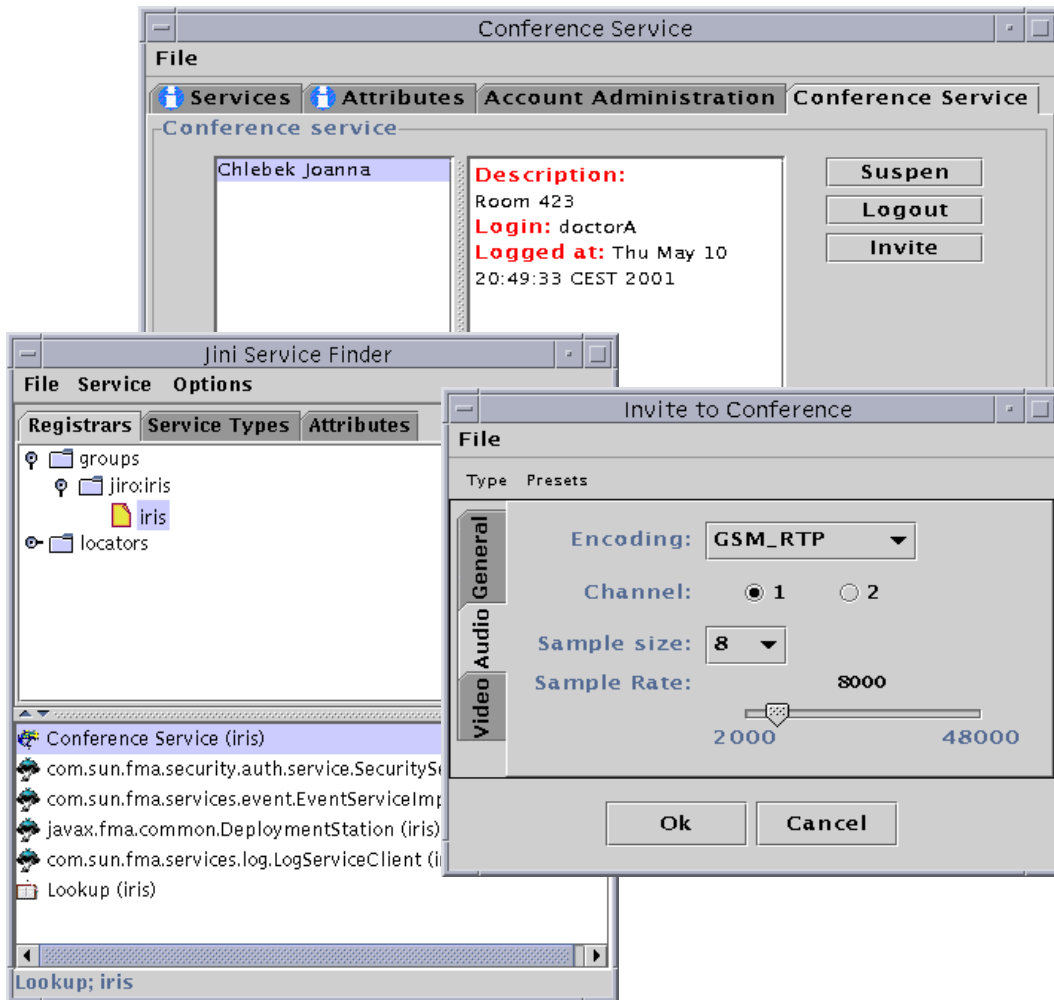 Conference Service
File
Services Attributes Account Administration Conference Service
Conference service
Chlebek Joanna
Description:
Room 423
Login: doctorA
Logged at: Thu May 10
20:49:33 CEST 2001
Suspen
Logout
Invite
Jini Service Finder
File Service Options
Registrars Service Types Attributes
groups
jiro:iris
iris
locators
Conference Service (iris)
com.sun.fma.security.auth.service.SecuritySe
com.sun.fma.services.event.EventServiceImp
javax.fma.common.DeploymentStation (iris)
com.sun.fma.services.log.LogServiceClient (i
Lookup (iris)
Lookup; iris
Invite to Conference
File
Type Presets
General
Audio
Video
Encoding: GSM_RTP
Channel: 1 2
Sample size: 8
Sample Rate: 8000
2000 48000
Ok Cancel